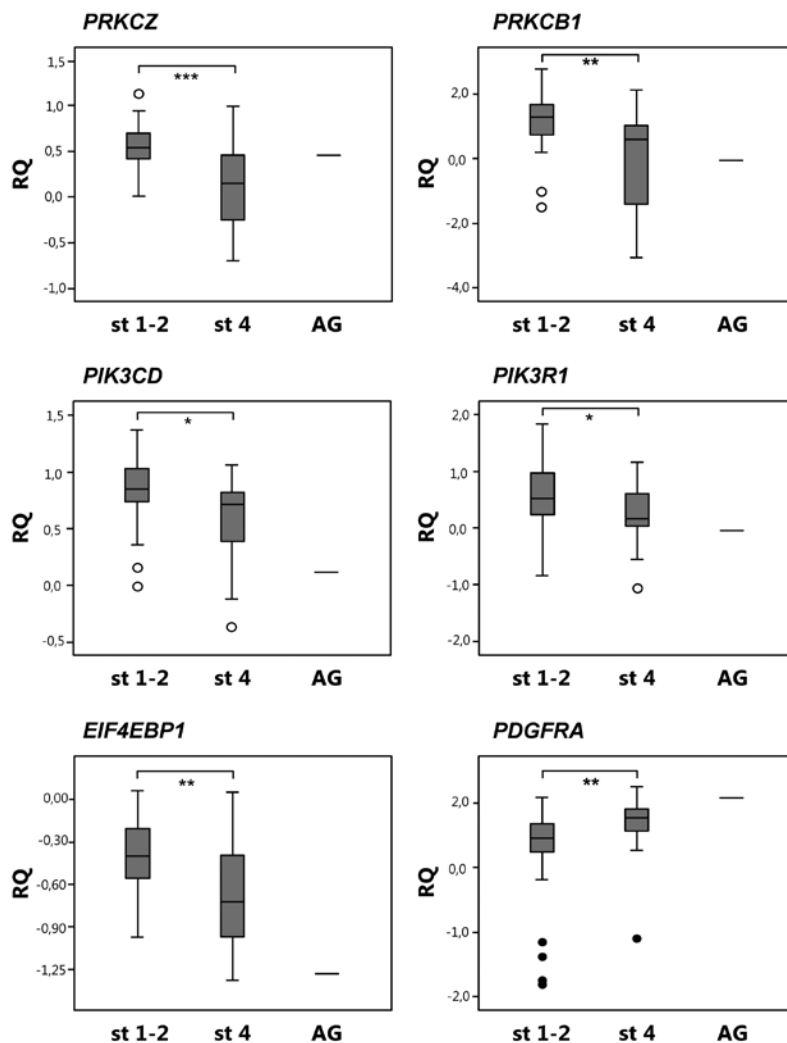 PRKCZ
PRKCB1
1,5
1,0
0,5
0,0
-0,5
-1,0
RQ
***
st 1-2 st 4 AG
2,0
0,0
-2,0
-4,0
RQ
**
st 1-2 st 4 AG
PIK3CD
PIK3R1
1,5
1,0
0,5
0,0
-0,5
RQ
*
st 1-2 st 4 AG
2,0
1,0
0,0
-1,0
-2,0
RQ
*
st 1-2 st 4 AG
EIF4EBP1
PDGFRA
0,00
-0,30
-0,60
-0,90
-1,25
RQ
**
st 1-2 st 4 AG
2,0
0,0
-1,0
-2,0
RQ
**
st 1-2 st 4 AG